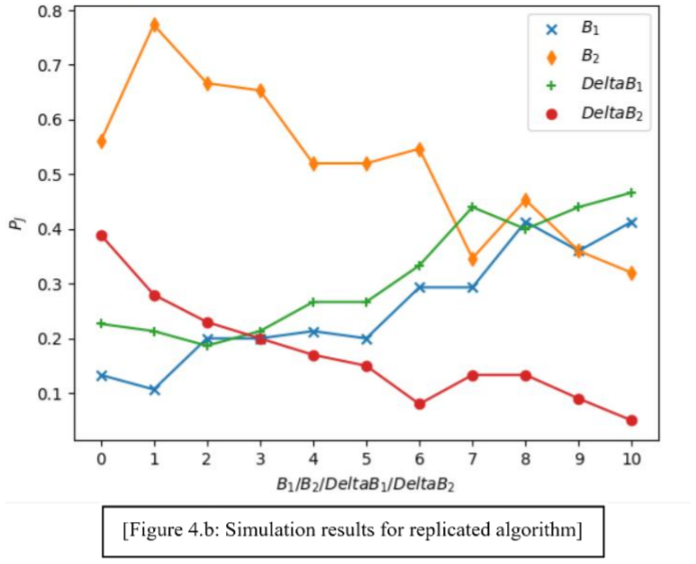 0.8
0.7
0.6
0.5
0.4
0.3
0.2
0.1
P_J
B_1
B_2
DeltaB_1
DeltaB_2
0 1 2 3 4 5 6 7 8 9 10
B_1/B_2/DeltaB_1/DeltaB_2
[Figure 4.b: Simulation results for replicated algorithm]